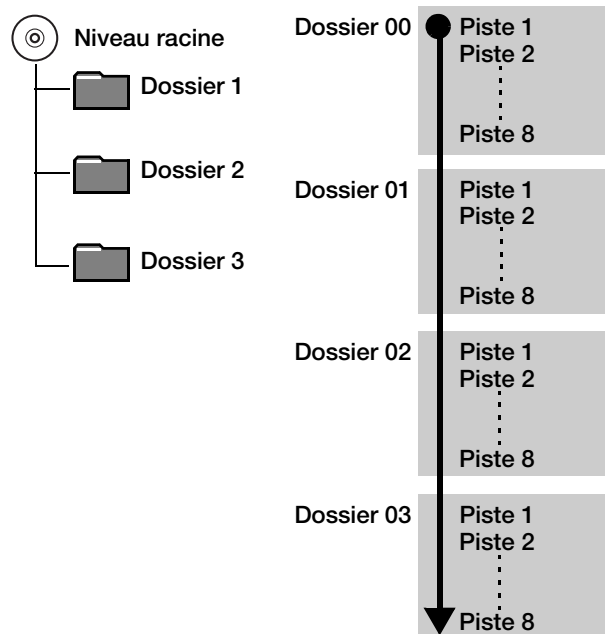 Niveau racine
Dossier 1
Dossier 2
Dossier 3
Dossier 00
Piste 1
Piste 2
Piste 8
Dossier 01
Piste 1
Piste 2
Piste 8
Dossier 02
Piste 1
Piste 2
Piste 8
Dossier 03
Piste 1
Piste 2
Piste 8